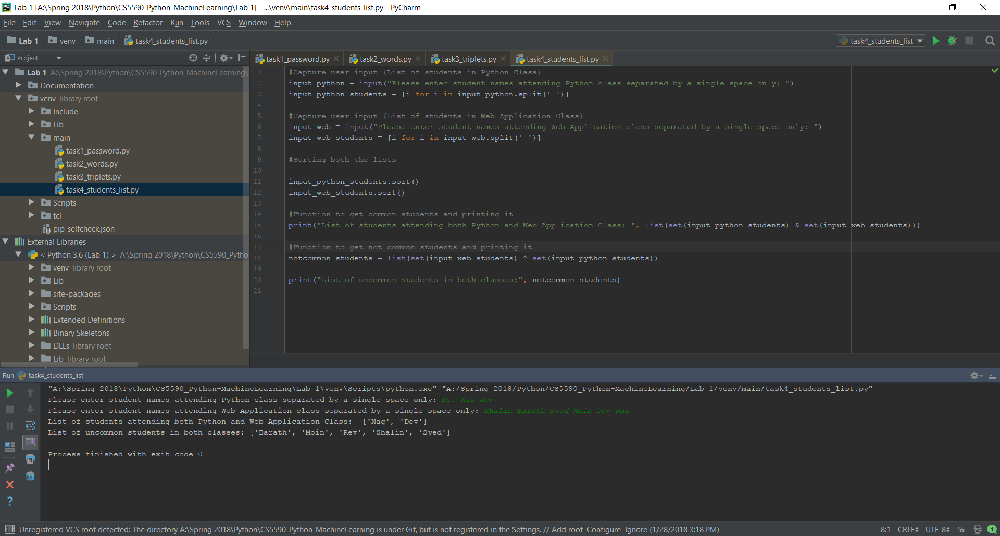 Lab 1 [A:\Spring 2018\Python\CS5590_Python-MachineLearning\Lab 1] - ...\venv\main\task4_students_list.py - PyCharm
File Edit View Navigate Code Refactor Run Tools VCS Window Help
Lab 1 venv main task4_students_list.py
task4_students_list
Project
task1_password.py task2_words.py task3_triplets.py task4_students_list.py
Lab 1 A:\Spring 2018\Python\CS5590_Python-MachineLearning\
Documentation
venv library root
Include
Lib
main
task1_password.py
task2_words.py
task3_triplets.py
task4_students_list.py
Scripts
tcl
pip-selfcheck.json
External Libraries
< Python 3.6 (Lab 1) > A:\Spring 2018\Python\CS5590_Pytho
venv library root
Lib
site-packages
Scripts
Extended Definitions
Binary Skeletons
DLLs library root
Lib library root
1 #Capture user input (List of students in Python Class)
2 input_python = input("Please enter student names attending Python class separated by a single space only: ")
3 input_python_students = [i for i in input_python.split(' ')]
4
5 #Capture user input (List of students in Web Application Class)
6 input_web = input("Please enter student names attending Web Application class separated by a single space only: ")
7 input_web_students = [i for i in input_web.split(' ')]
8
9 #Sorting both the lists
10
11 input_python_students.sort()
12 input_web_students.sort()
13
14 #Function to get common students and printing it
15 print("List of students attending both Python and Web Application Class: ", list(set(input_python_students) & set(input_web_students)))
16
17 #Function to get not common students and printing it
18 notcommon_students = list(set(input_web_students) ^ set(input_python_students))
19
20 print("List of uncommon students in both classes:", notcommon_students)
21
Run task4_students_list
"A:\Spring 2018\Python\CS5590_Python-MachineLearning\Lab 1\venv\Scripts\python.exe" "A:/Spring 2018/Python/CS5590_Python-MachineLearning/Lab 1/venv/main/task4_students_list.py"
Please enter student names attending Python class separated by a single space only: Dev Nag Rev
Please enter student names attending Web Application class separated by a single space only: Shalin Barath Syed Moin Dev Nag
List of students attending both Python and Web Application Class:  ['Nag', 'Dev']
List of uncommon students in both classes: ['Barath', 'Moin', 'Rev', 'Shalin', 'Syed']
Process finished with exit code 0
Unregistered VCS root detected: The directory A:\Spring 2018\Python\CS5590_Python-MachineLearning is under Git, but is not registered in the Settings. // Add root Configure Ignore (1/28/2018 3:18 PM)
8:1 CRLF UTF-8 1